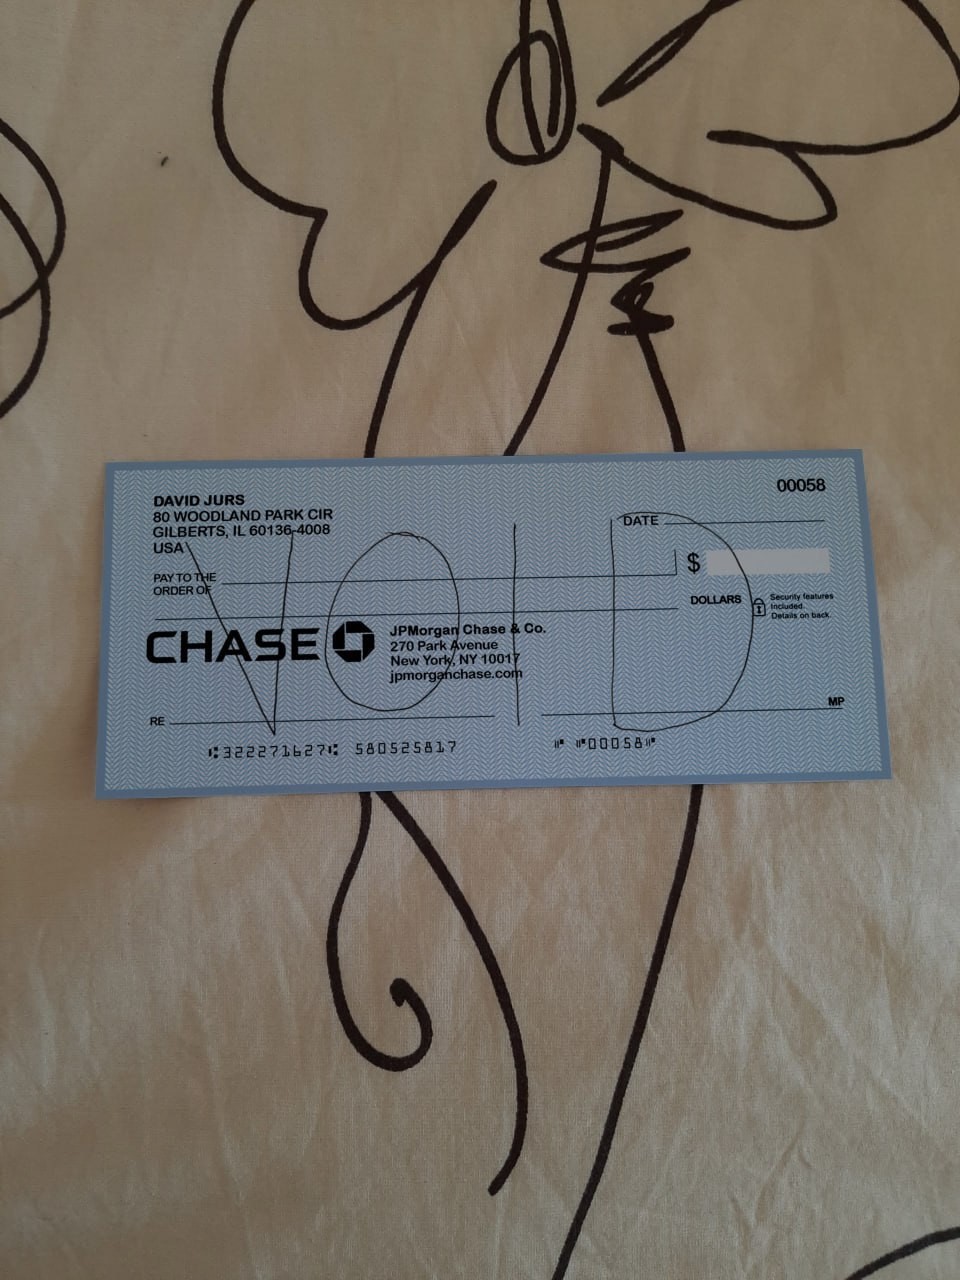 DAVID JURS
80 WOODLAND PARK CIR
GILBERTS, IL 60136-4008
USA
00058
DATE
PAY TO THE
ORDER OF
$
DOLLARS
Security features
included.
Details on back.
VOID
CHASE
JPMorgan Chase & Co.
270 Park Avenue
New York, NY 10017
jpmorganchase.com
RE
MP
⑆322271627⑆ 580525817 ⑈ ⑈00058⑈